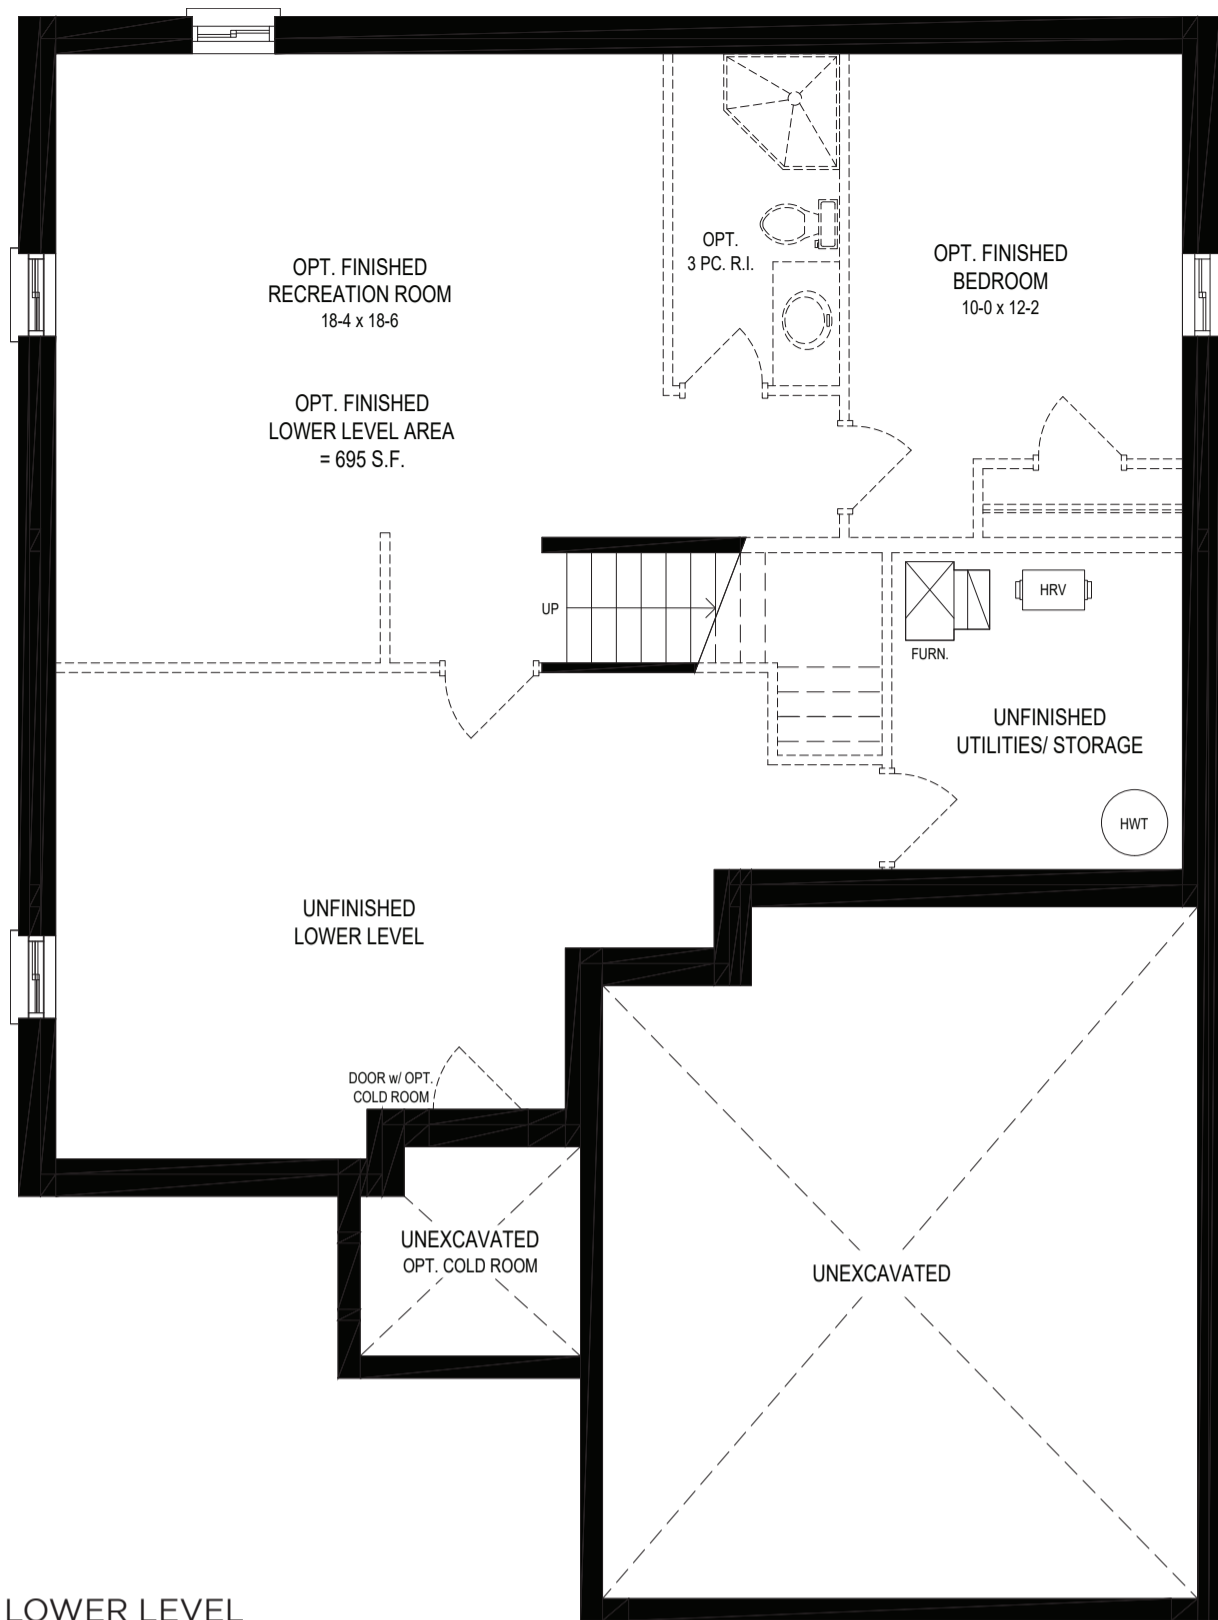 OPT. FINISHED
RECREATION ROOM
18-4 x 18-6
OPT. FINISHED
LOWER LEVEL AREA
= 695 S.F.
OPT.
3 PC. R.I.
OPT. FINISHED
BEDROOM
10-0 x 12-2
UP
FURN.
HRV
UNFINISHED
UTILITIES/ STORAGE
HWT
UNFINISHED
LOWER LEVEL
DOOR w/ OPT.
COLD ROOM
UNEXCAVATED
OPT. COLD ROOM
UNEXCAVATED
LOWER LEVEL